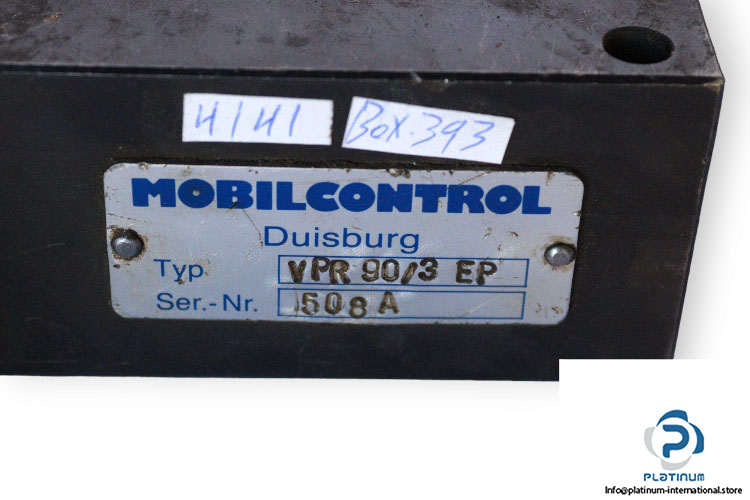 4141
Box.393
MOBILCONTROL
Duisburg
Typ VPR 90/3 EP
Ser.-Nr. 508 A
PLATINUM
Info@platinum-international.store